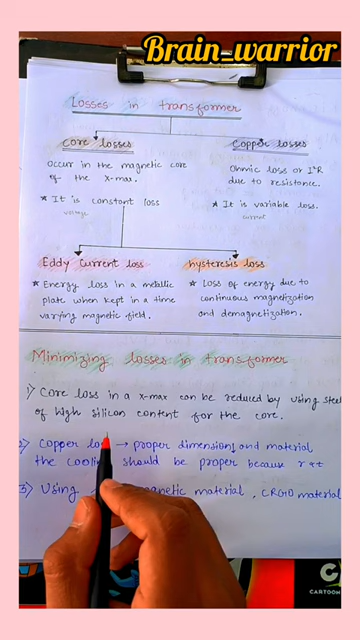 Brain_warrior
Losses in transformer
Core losses
Occur in the magnetic core
of the x-mar.
★ It is constant loss
voltage
Copper losses
Ohmic loss or I²R
due to resistance.
★ It is variable loss.
current
Eddy Current loss
★ Energy loss in a metallic
plate when kept in a time
varying magnetic field.
hysteresis loss
★ Loss of energy due to
continuous magnetization
and demagnetization.
Minimizing losses in transformer
1) Core loss in a x-mar can be reduced by using steel
of high silicon content for the core.
2) Copper loss → proper dimension and material
the cooling should be proper because r α t
3) Using magnetic material, CRGO material
CARTOON